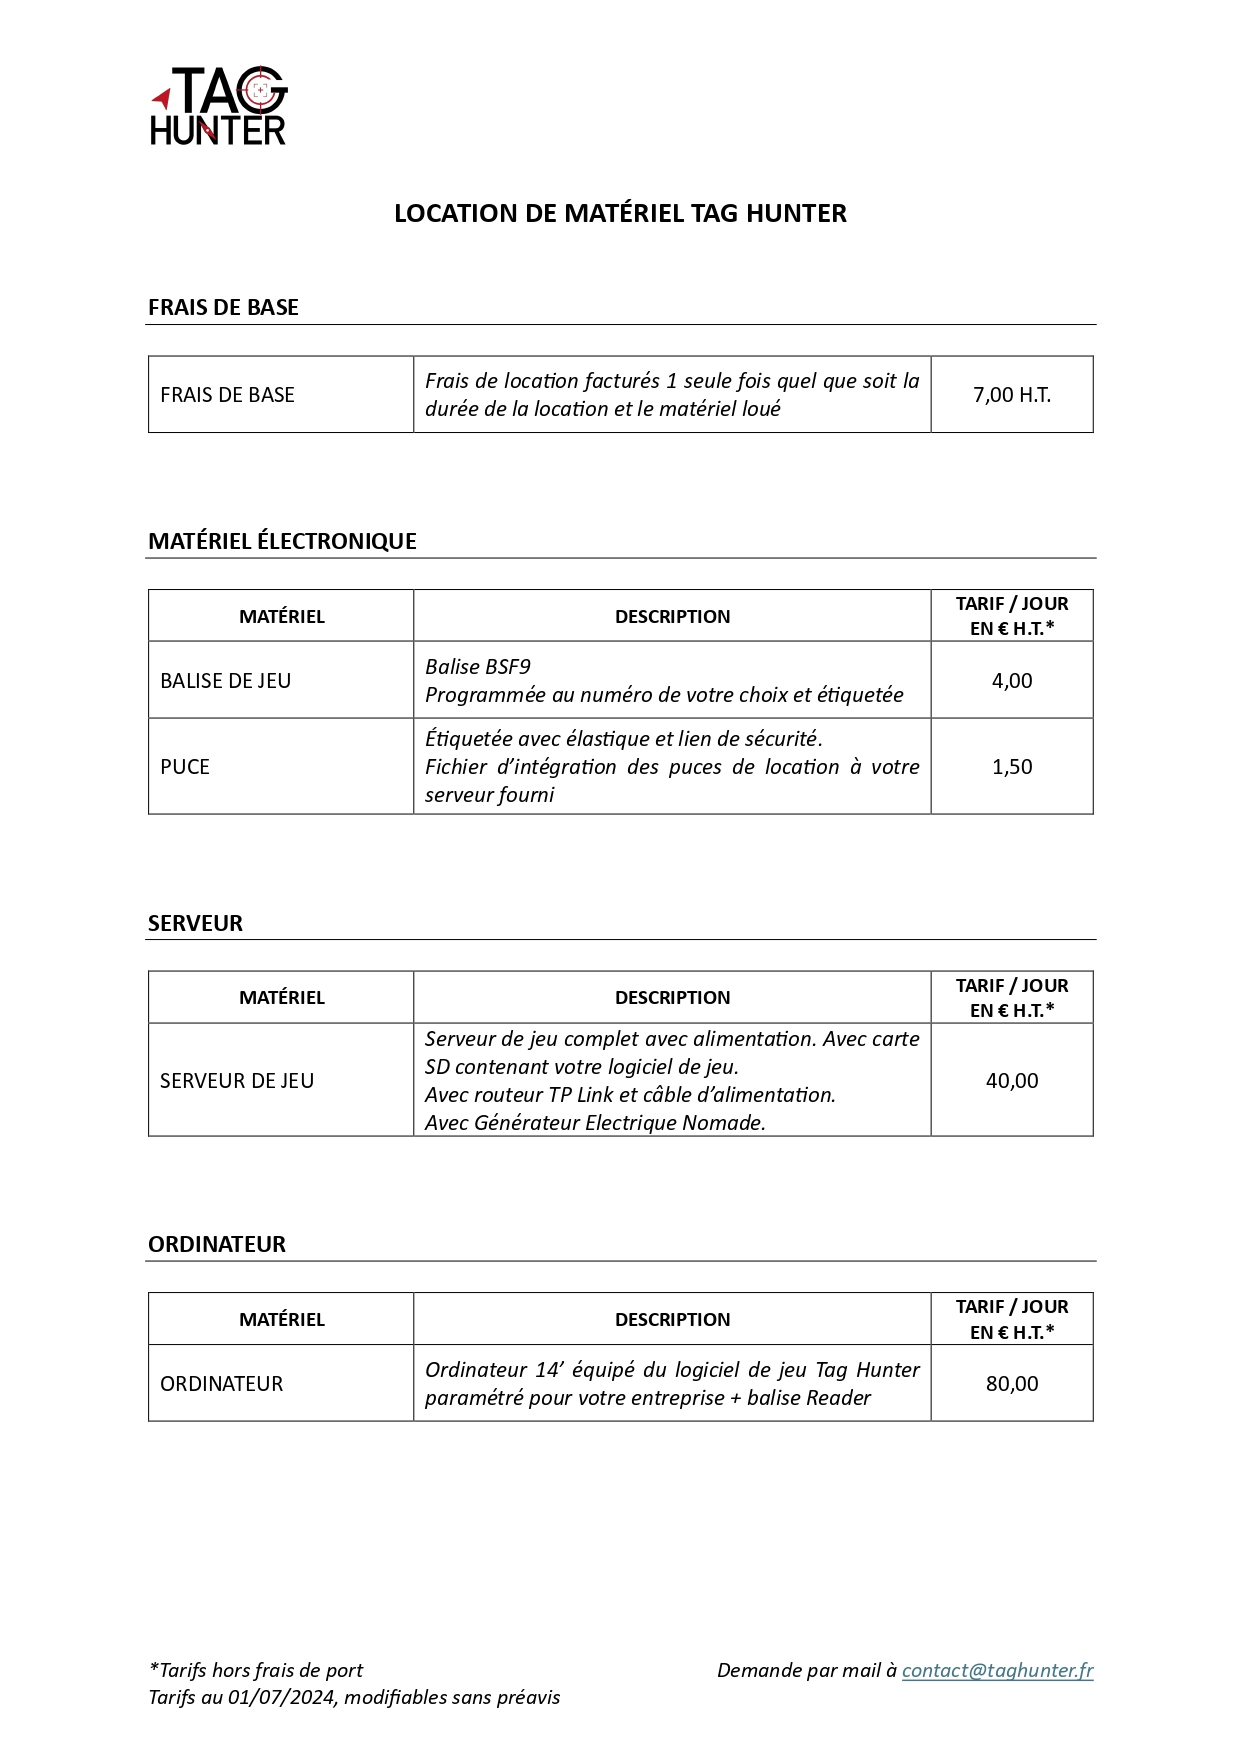 TAG
HUNTER
LOCATION DE MATÉRIEL TAG HUNTER
FRAIS DE BASE
FRAIS DE BASE
Frais de location facturés 1 seule fois quel que soit la
durée de la location et le matériel loué
7,00 H.T.
MATÉRIEL ÉLECTRONIQUE
MATÉRIEL
DESCRIPTION
TARIF / JOUR
EN € H.T.*
BALISE DE JEU
Balise BSF9
Programmée au numéro de votre choix et étiquetée
4,00
PUCE
Étiquetée avec élastique et lien de sécurité.
Fichier d’intégration des puces de location à votre
serveur fourni
1,50
SERVEUR
MATÉRIEL
DESCRIPTION
TARIF / JOUR
EN € H.T.*
SERVEUR DE JEU
Serveur de jeu complet avec alimentation. Avec carte
SD contenant votre logiciel de jeu.
Avec routeur TP Link et câble d’alimentation.
Avec Générateur Electrique Nomade.
40,00
ORDINATEUR
MATÉRIEL
DESCRIPTION
TARIF / JOUR
EN € H.T.*
ORDINATEUR
Ordinateur 14’ équipé du logiciel de jeu Tag Hunter
paramétré pour votre entreprise + balise Reader
80,00
*Tarifs hors frais de port
Demande par mail à contact@taghunter.fr
Tarifs au 01/07/2024, modifiables sans préavis